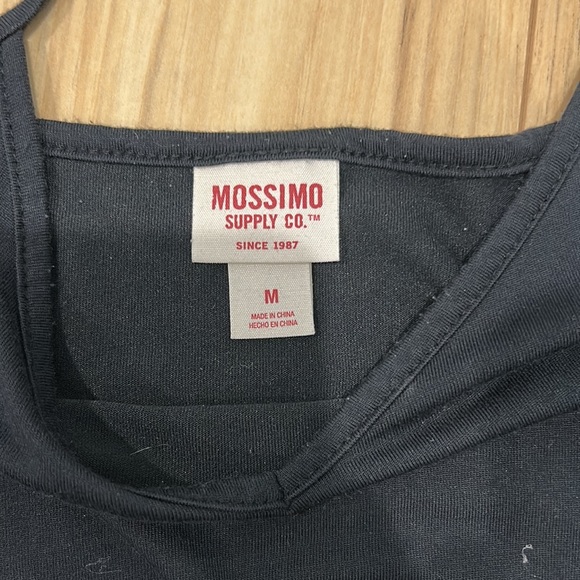 MOSSIMO
SUPPLY CO.™
SINCE 1987
M
MADE IN CHINA
HECHO EN CHINA